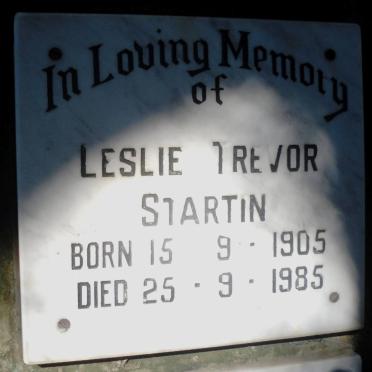 In Loving Memory
of
LESLIE TREVOR
STARTIN
BORN 15 9 - 1905
DIED 25 - 9 - 1985